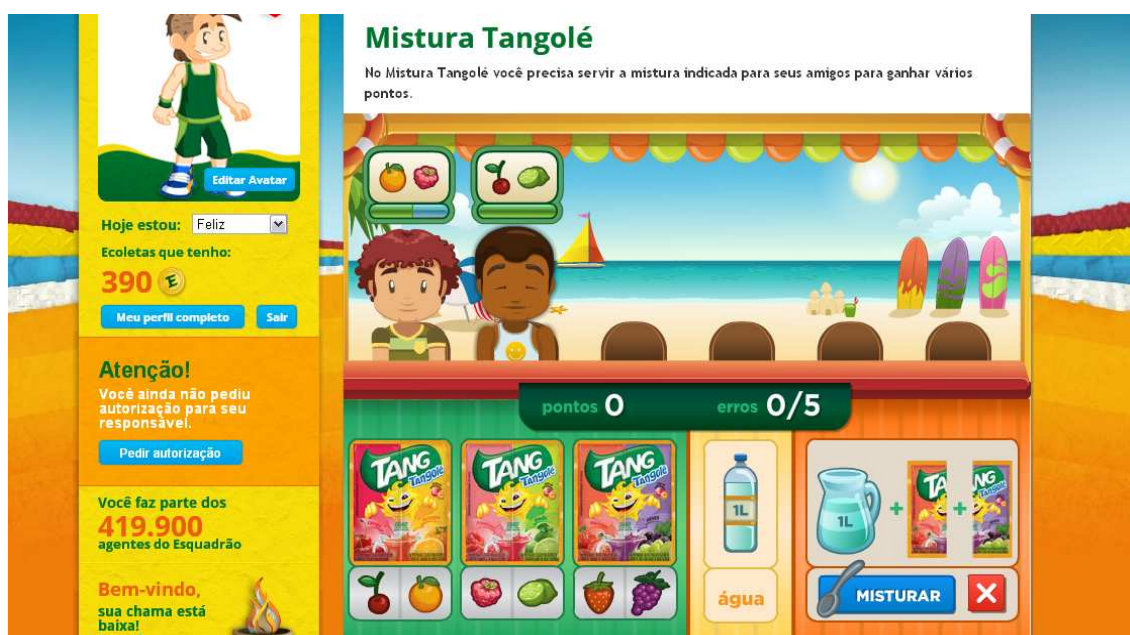 Editar Avatar
Hoje estou: Feliz
Ecoletas que tenho:
390 E
Meu perfil completo Sair
Atenção!
Você ainda não pediu
autorização para seu
responsável.
Pedir autorização
Você faz parte dos
419.900
agentes do Esquadrão
Bem-vindo,
sua chama está
baixa!
Mistura Tangolé
No Mistura Tangolé você precisa servir a mistura indicada para seus amigos para ganhar vários
pontos.
pontos 0 erros 0/5
TANG Tangolé
TANG Tangolé
TANG Tangolé
1L
água
1L + TANG + TANG Tangolé
MISTURAR